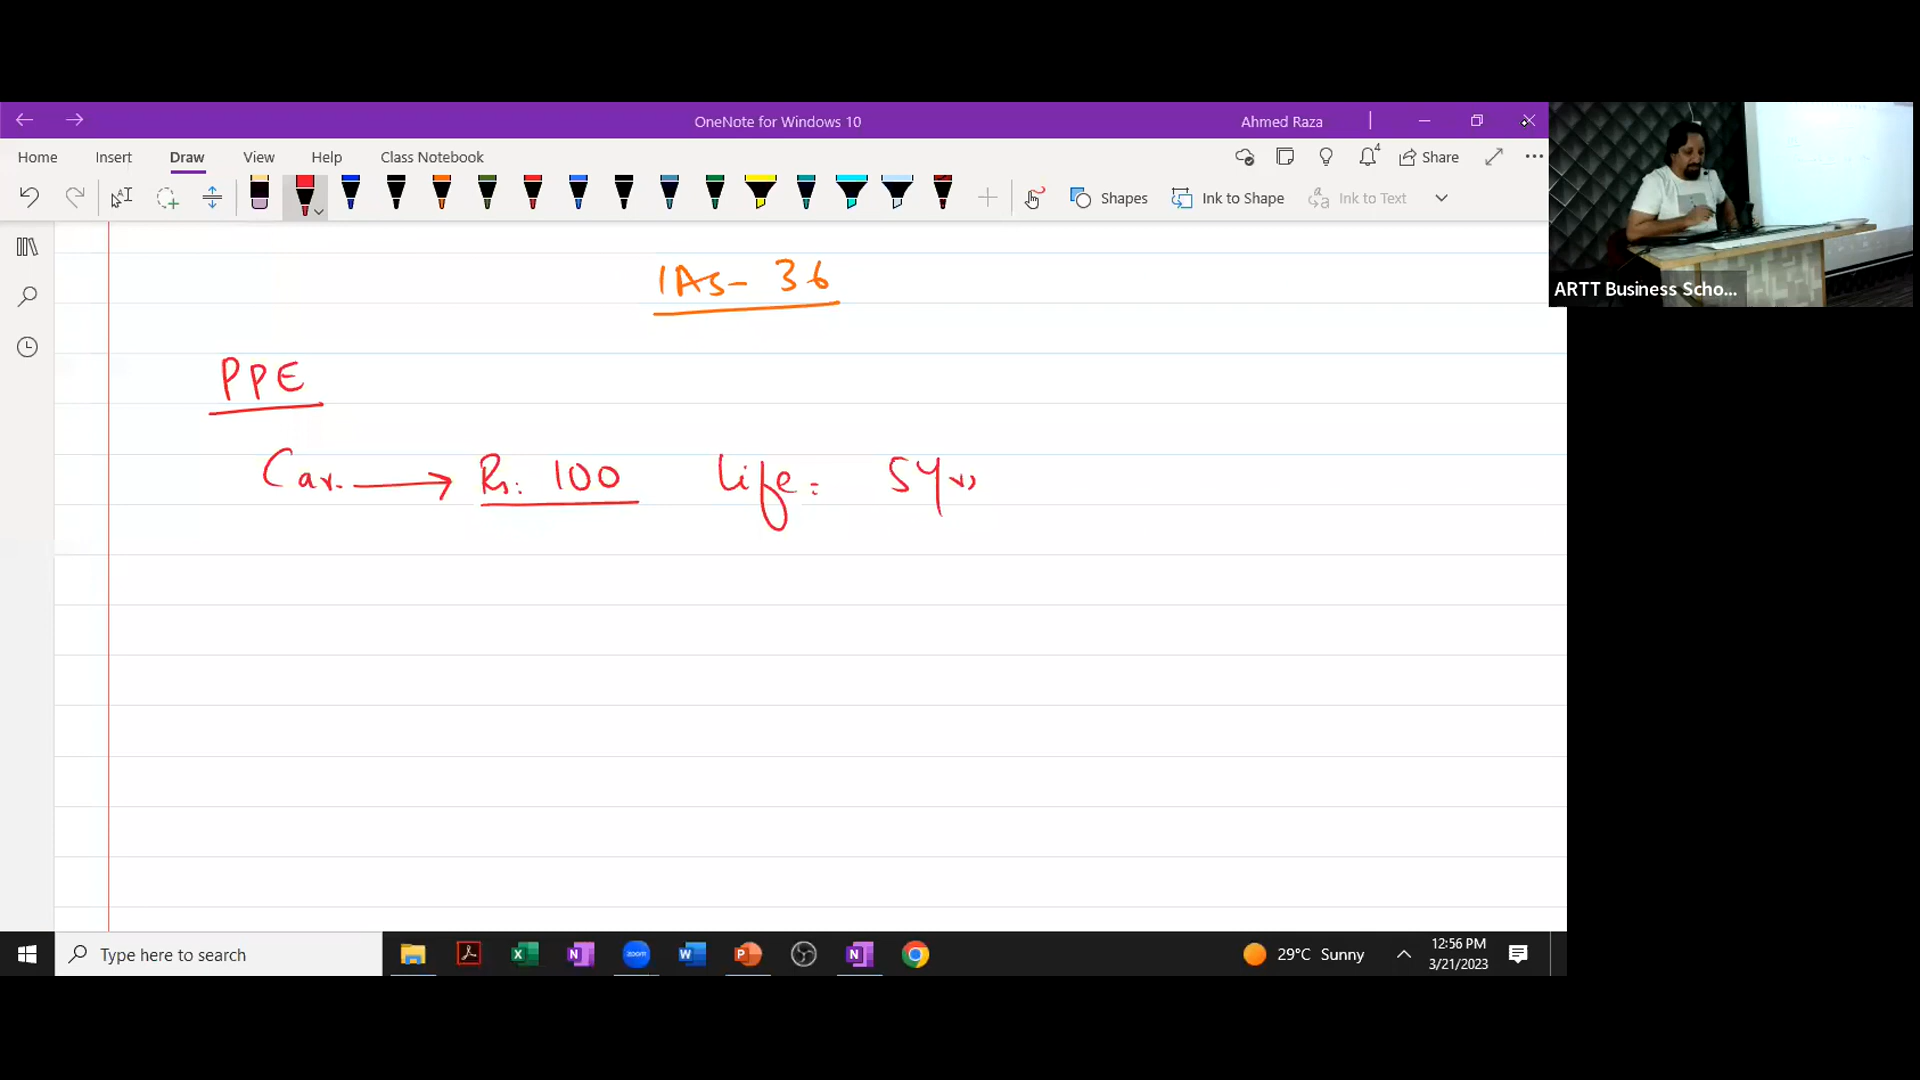 OneNote for Windows 10
Ahmed Raza
Home Insert Draw View Help Class Notebook
Share
Shapes Ink to Shape Ink to Text
ARTT Business Scho...
IAS- 36
PPE
Car. → Rs. 100 Life = 5Yrs
Type here to search
29°C Sunny
12:56 PM
3/21/2023